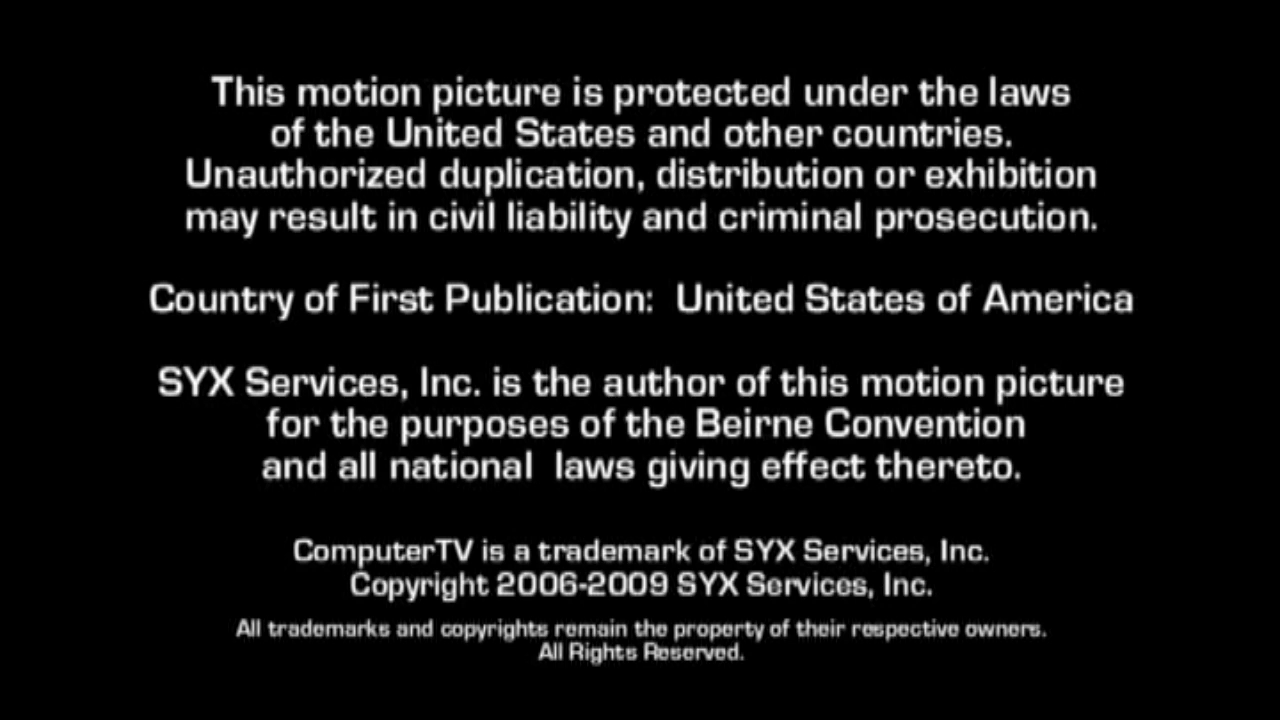 This motion picture is protected under the laws
of the United States and other countries.
Unauthorized duplication, distribution or exhibition
may result in civil liability and criminal prosecution.
Country of First Publication:  United States of America
SYX Services, Inc. is the author of this motion picture
for the purposes of the Beirne Convention
and all national  laws giving effect thereto.
ComputerTV is a trademark of SYX Services, Inc.
Copyright 2006-2009 SYX Services, Inc.
All trademarks and copyrights remain the property of their respective owners.
All Rights Reserved.